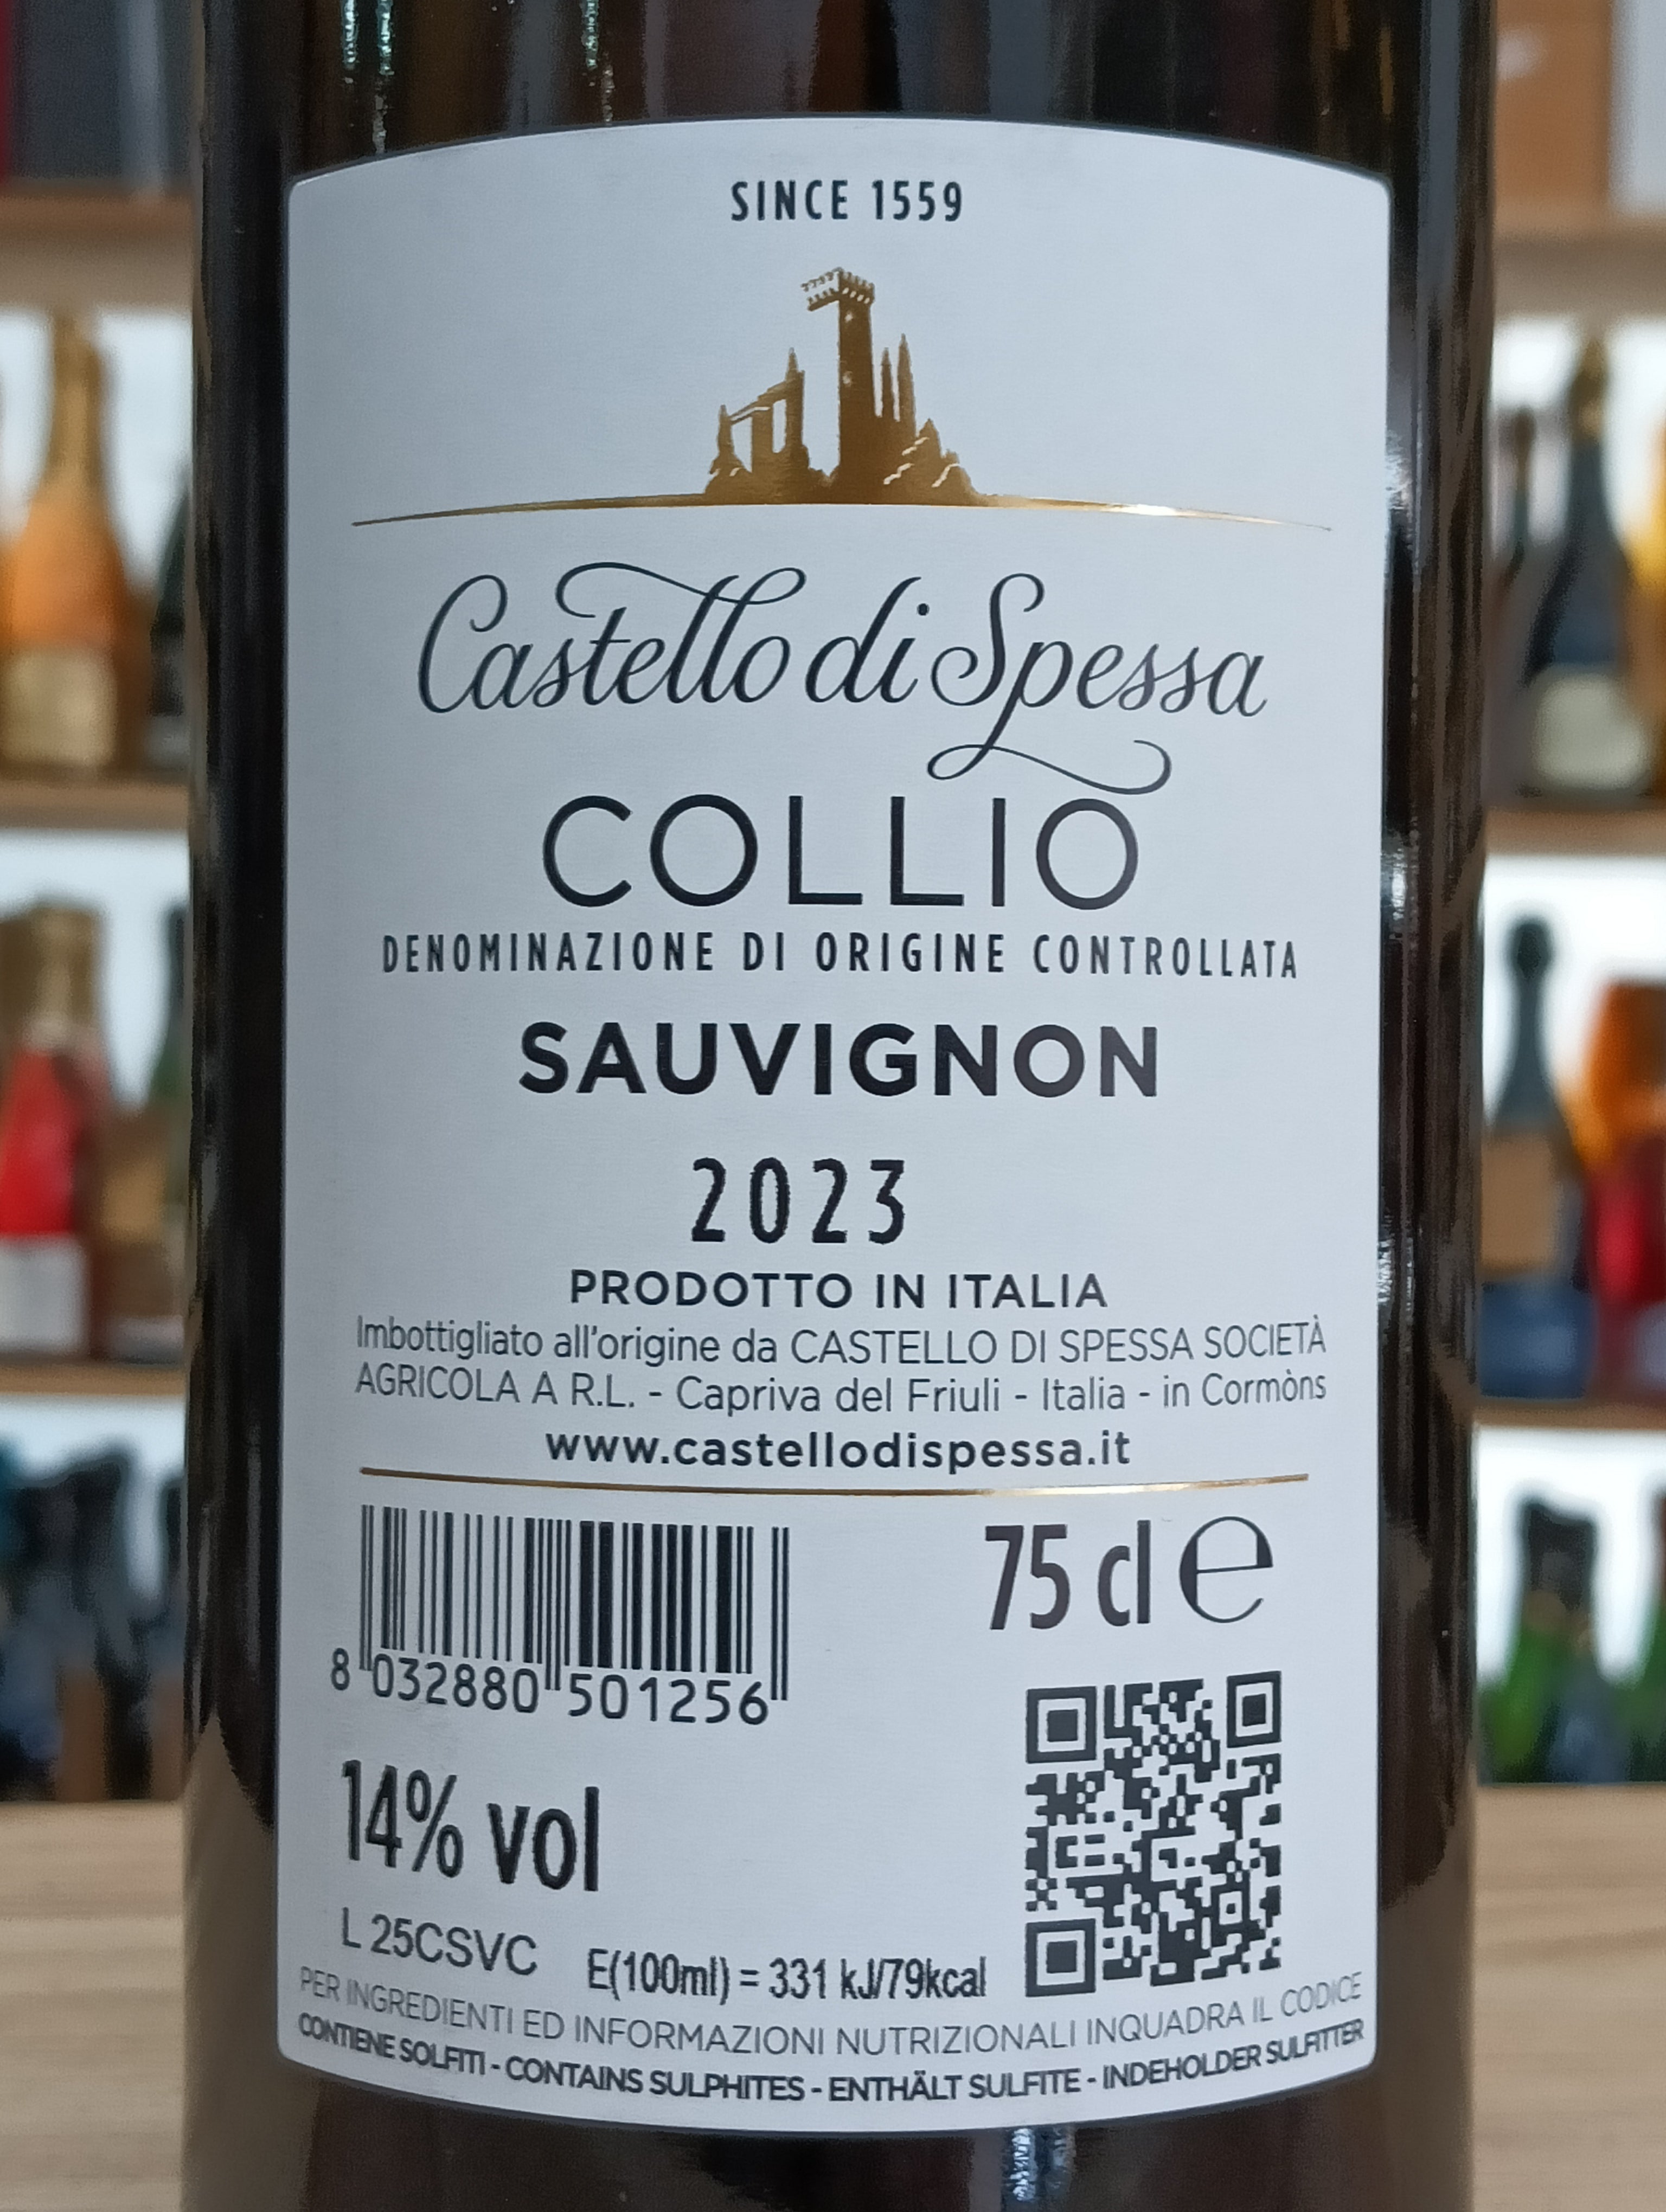 SINCE 1559
Castello di Spessa
COLLIO
DENOMINAZIONE DI ORIGINE CONTROLLATA
SAUVIGNON
2023
PRODOTTO IN ITALIA
Imbottigliato all'origine da CASTELLO DI SPESSA SOCIETÀ
AGRICOLA A R.L. - Capriva del Friuli - Italia - in Cormòns
www.castellodispessa.it
75 cl e
8 032880 501256
14% vol
L 25CSVC
E(100ml) = 331 kJ/79kcal
PER INGREDIENTI ED INFORMAZIONI NUTRIZIONALI INQUADRA IL CODICE
CONTIENE SOLFITI - CONTAINS SULPHITES - ENTHÄLT SULFITE - INDEHOLDER SULFITTER